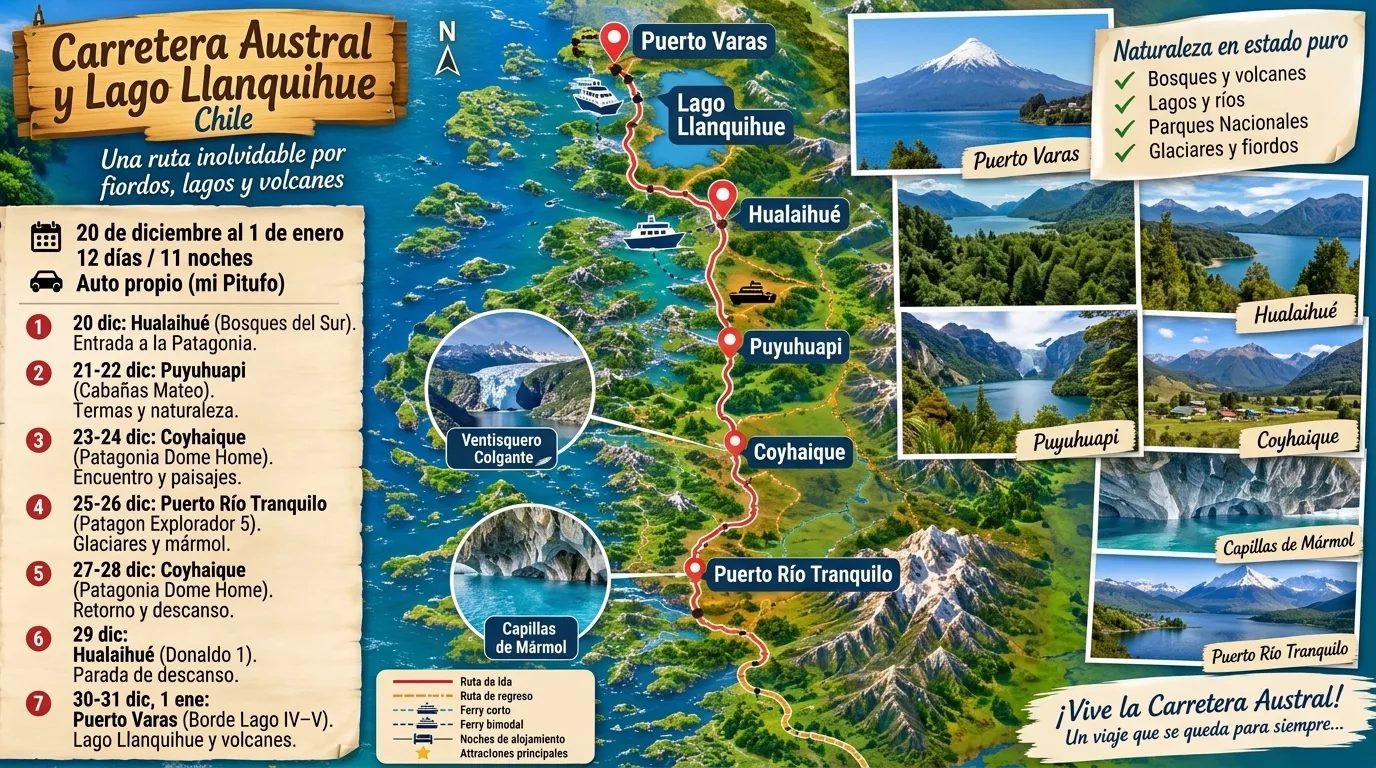 Carretera Austral
y Lago Llanquihue
Chile
Una ruta inolvidable por
fiordos, lagos y volcanes
20 de diciembre al 1 de enero
12 días / 11 noches
Auto propio (mi Pitufo)
1 20 dic: Hualaihué (Bosques del Sur).
Entrada a la Patagonia.
2 21-22 dic: Puyuhuapi
(Cabañas Mateo).
Termas y naturaleza.
3 23-24 dic: Coyhaique
(Patagonia Dome Home).
Encuentro y paisajes.
4 25-26 dic: Puerto Río Tranquilo
(Patagon Explorador 5).
Glaciares y mármol.
5 27-28 dic: Coyhaique
(Patagonia Dome Home).
Retorno y descanso.
6 29 dic:
Hualaihué (Donaldo 1).
Parada de descanso.
7 30-31 dic, 1 ene:
Puerto Varas (Borde Lago IV–V).
Lago Llanquihue y volcanes.
N
Puerto Varas
Lago
Llanquihue
Hualaihué
Puyuhuapi
Coyhaique
Puerto Río Tranquilo
Ventisquero
Colgante
Capillas
de Mármol
Ruta de Ida
Ruta de regreso
Ferry corto
Ferry bimodal
Noches de alojamiento
Attraciones principales
Puerto Varas
Naturaleza en estado puro
✓ Bosques y volcanes
✓ Lagos y ríos
✓ Parques Nacionales
✓ Glaciares y fiordos
Hualaihué
Puyuhuapi
Coyhaique
Capillas de Mármol
Puerto Río Tranquilo
¡Vive la Carretera Austral!
Un viaje que se queda para siempre...